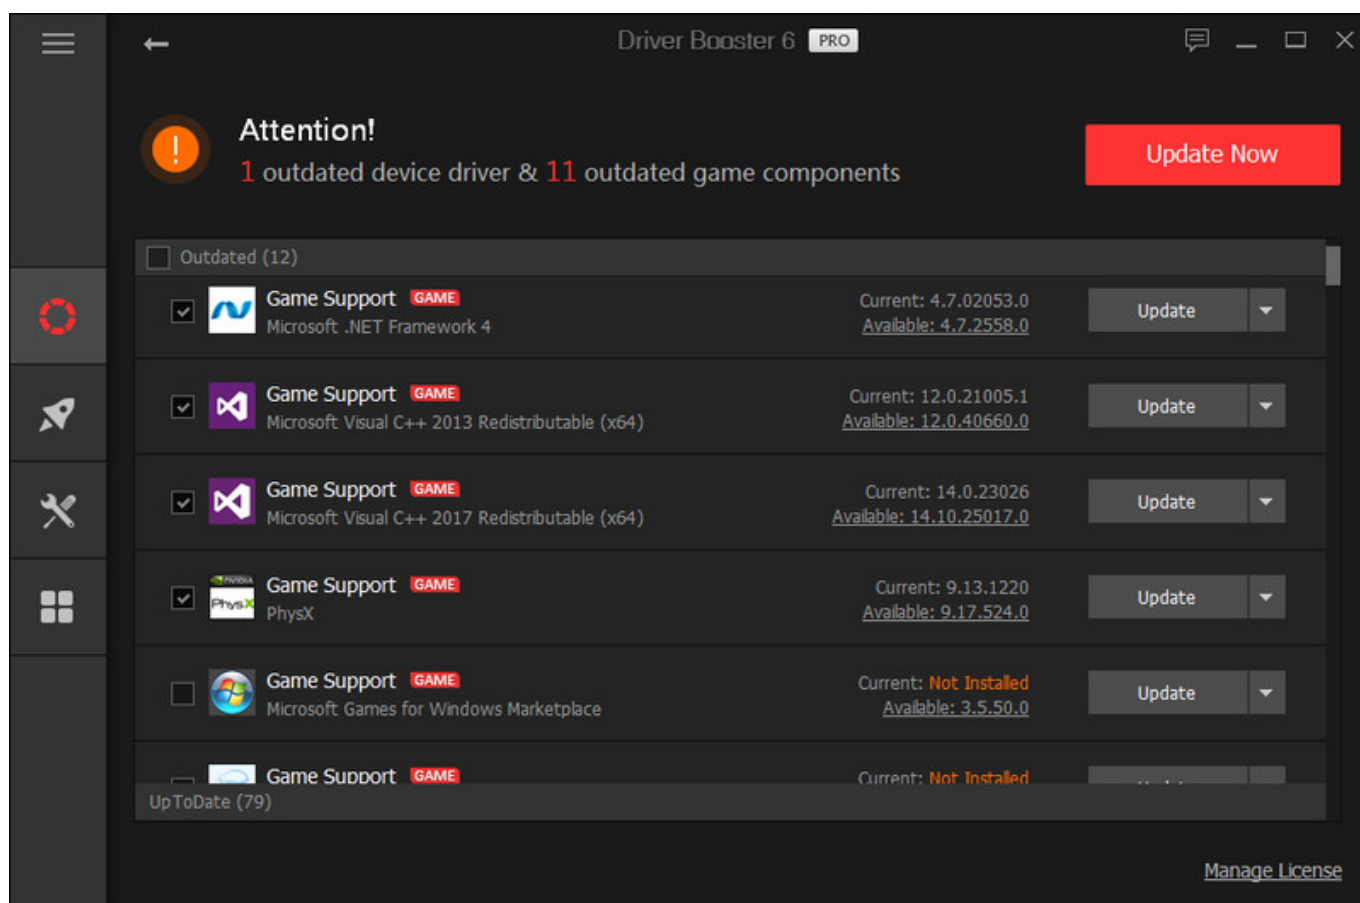 Driver Booster 6 PRO
Attention!
1 outdated device driver & 11 outdated game components
Update Now
Outdated (12)
Game Support GAME
Microsoft .NET Framework 4
Current: 4.7.02053.0
Available: 4.7.2558.0
Update
Game Support GAME
Microsoft Visual C++ 2013 Redistributable (x64)
Current: 12.0.21005.1
Available: 12.0.40660.0
Update
Game Support GAME
Microsoft Visual C++ 2017 Redistributable (x64)
Current: 14.0.23026
Available: 14.10.25017.0
Update
NVIDIA
PhysX
Game Support GAME
PhysX
Current: 9.13.1220
Available: 9.17.524.0
Update
Game Support GAME
Microsoft Games for Windows Marketplace
Current: Not Installed
Available: 3.5.50.0
Update
Game Support GAME
Current: Not Installed
UpToDate (79)
Manage License